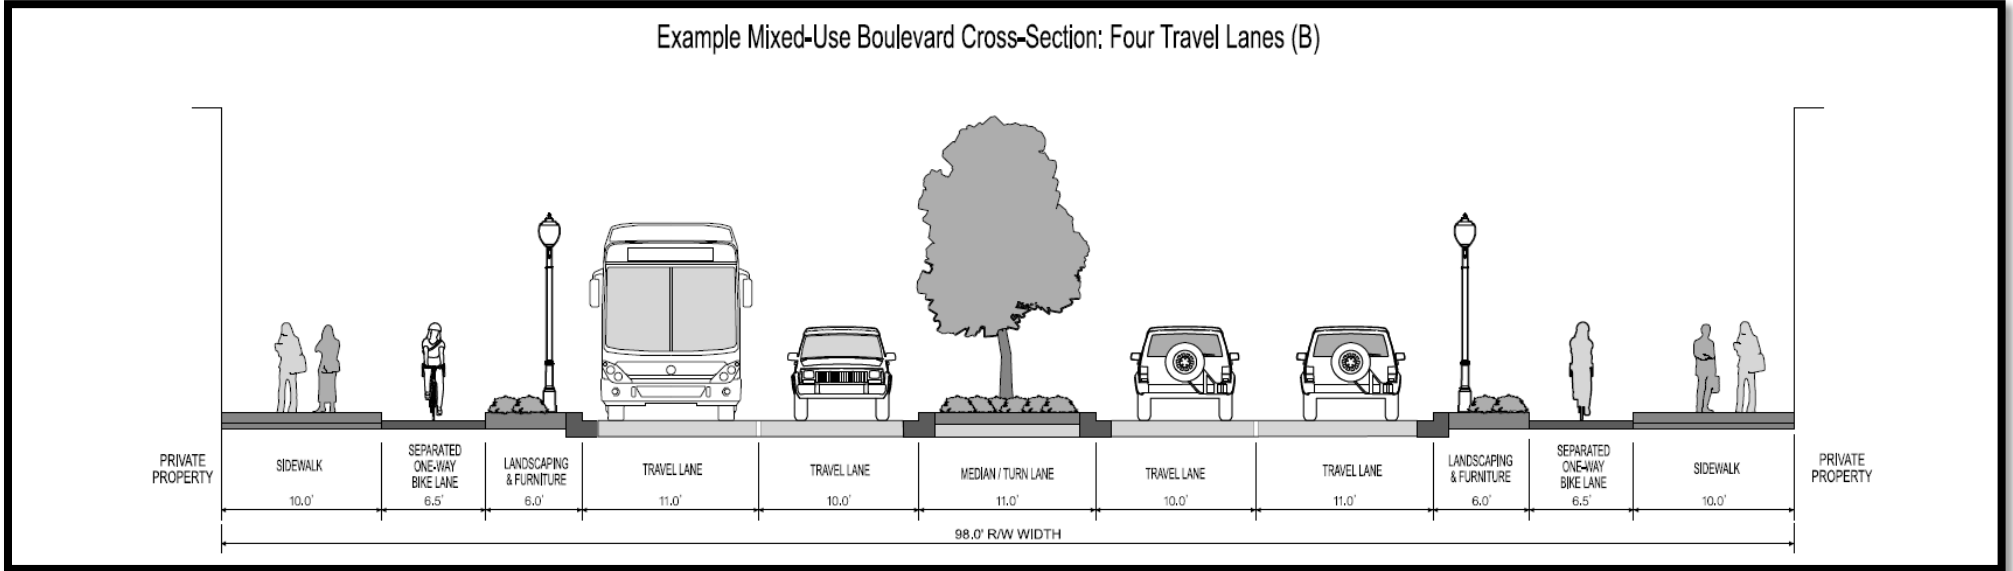 Example Mixed-Use Boulevard Cross-Section: Four Travel Lanes (B)
PRIVATE
PROPERTY
SIDEWALK
10.0'
SEPARATED
ONE-WAY
BIKE LANE
6.5'
LANDSCAPING
& FURNITURE
6.0'
TRAVEL LANE
11.0'
TRAVEL LANE
10.0'
MEDIAN / TURN LANE
11.0'
TRAVEL LANE
10.0'
TRAVEL LANE
11.0'
LANDSCAPING
& FURNITURE
6.0'
SEPARATED
ONE-WAY
BIKE LANE
6.5'
SIDEWALK
10.0'
PRIVATE
PROPERTY
98.0' R/W WIDTH